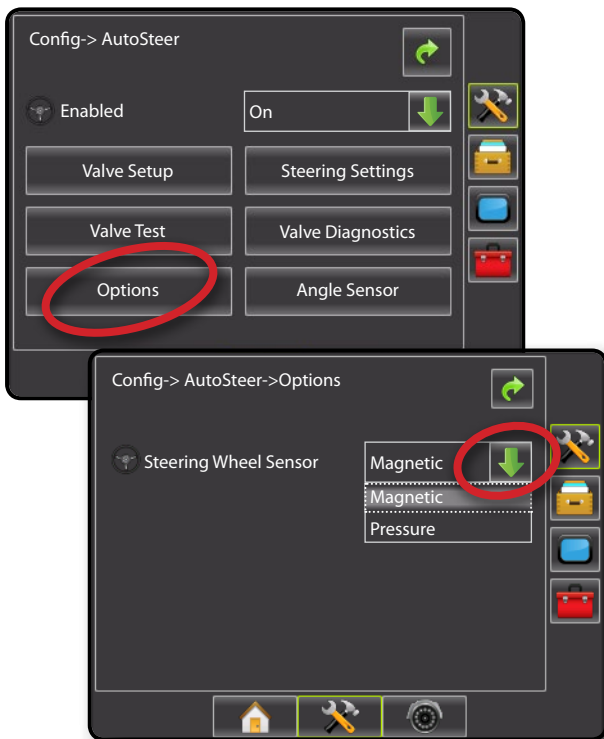 Config-> AutoSteer
Enabled
On
Valve Setup
Steering Settings
Valve Test
Valve Diagnostics
Options
Angle Sensor
Config-> AutoSteer->Options
Steering Wheel Sensor
Magnetic
Magnetic
Pressure